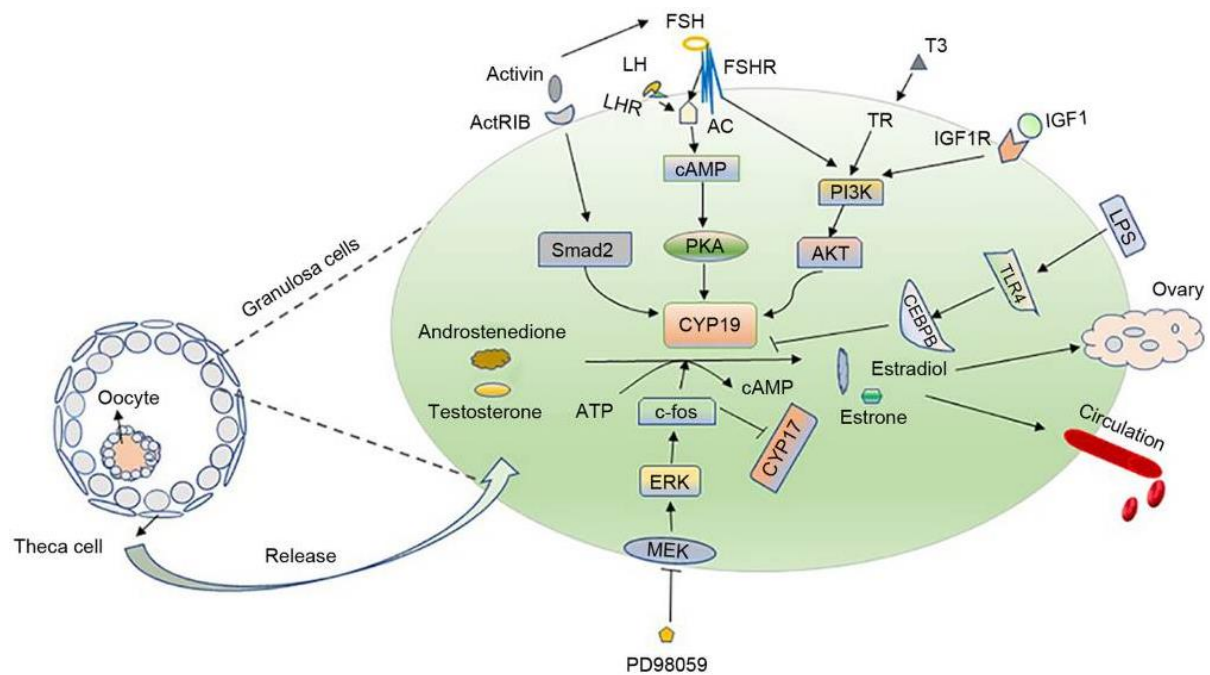 FSH
T3
LH
FSHR
Activin
LHR
IGF1
ActRIB
AC
TR
IGF1R
cAMP
PI3K
LPS
Smad2
PKA
AKT
TLR4
Granulosa cells
Ovary
CYP19
CEBPB
Androstenedione
Estradiol
cAMP
Oocyte
Testosterone
ATP
c-fos
Estrone
Circulation
CYP17
ERK
Theca cell
Release
MEK
PD98059